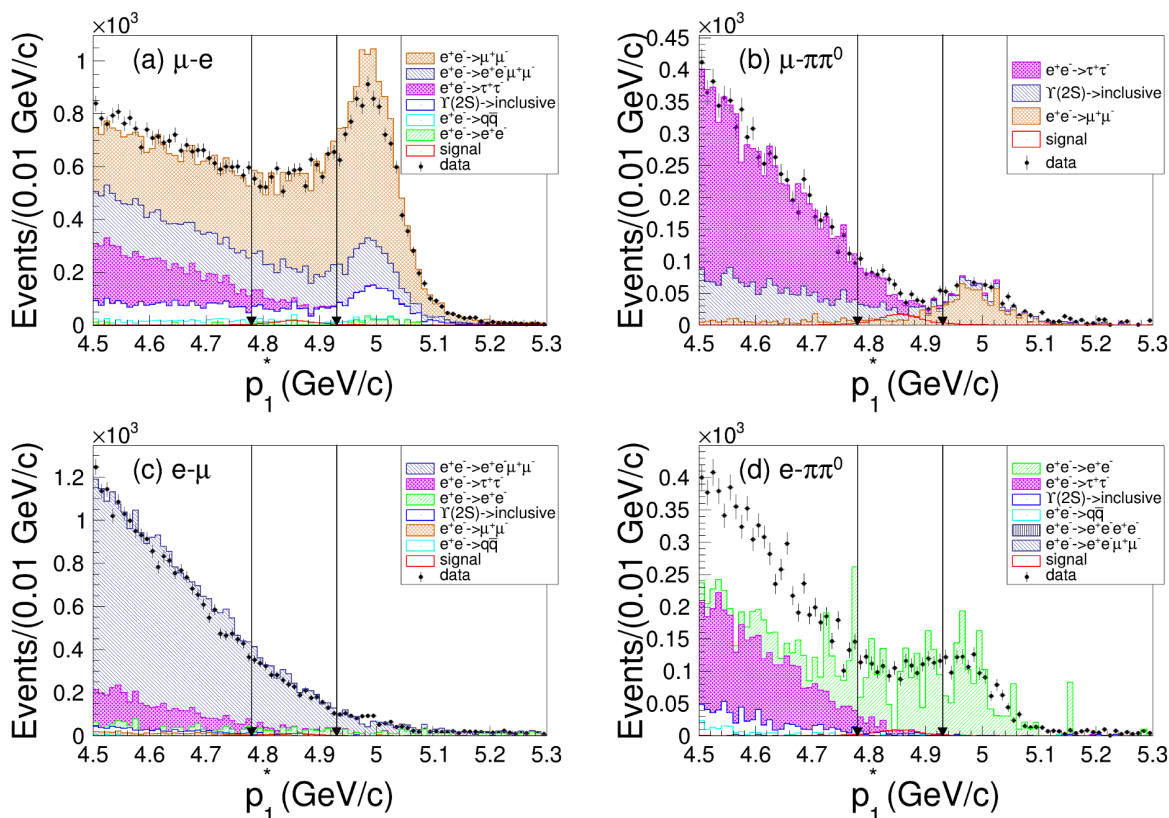 ×10³
(a) μ-e
e⁺e⁻->μ⁺μ⁻
e⁺e⁻->e⁺e⁻μ⁺μ⁻
e⁺e⁻->τ⁺τ⁻
ϒ(2S)->inclusive
e⁺e⁻->qq̅
e⁺e⁻->e⁺e⁻
signal
data
Events/(0.01 GeV/c)
1
0.8
0.6
0.4
0.2
0
4.5 4.6 4.7 4.8 4.9 5 5.1 5.2 5.3
p₁* (GeV/c)
×10³
(b) μ-ππ⁰
e⁺e⁻->τ⁺τ⁻
ϒ(2S)->inclusive
e⁺e⁻->μ⁺μ⁻
signal
data
Events/(0.01 GeV/c)
0.45
0.4
0.35
0.3
0.25
0.2
0.15
0.1
0.05
0
4.5 4.6 4.7 4.8 4.9 5 5.1 5.2 5.3
p₁* (GeV/c)
×10³
(c) e-μ
e⁺e⁻->e⁺e⁻μ⁺μ⁻
e⁺e⁻->τ⁺τ⁻
e⁺e⁻->e⁺e⁻
ϒ(2S)->inclusive
e⁺e⁻->μ⁺μ⁻
e⁺e⁻->qq̅
signal
data
Events/(0.01 GeV/c)
1.2
1
0.8
0.6
0.4
0.2
0
4.5 4.6 4.7 4.8 4.9 5 5.1 5.2 5.3
p₁* (GeV/c)
×10³
(d) e-ππ⁰
e⁺e⁻->e⁺e⁻
e⁺e⁻->τ⁺τ⁻
ϒ(2S)->inclusive
e⁺e⁻->qq̅
e⁺e⁻->e⁺e⁻e⁺e⁻
e⁺e⁻->e⁺e⁻μ⁺μ⁻
signal
data
Events/(0.01 GeV/c)
0.4
0.35
0.3
0.25
0.2
0.15
0.1
0.05
0
4.5 4.6 4.7 4.8 4.9 5 5.1 5.2 5.3
p₁* (GeV/c)